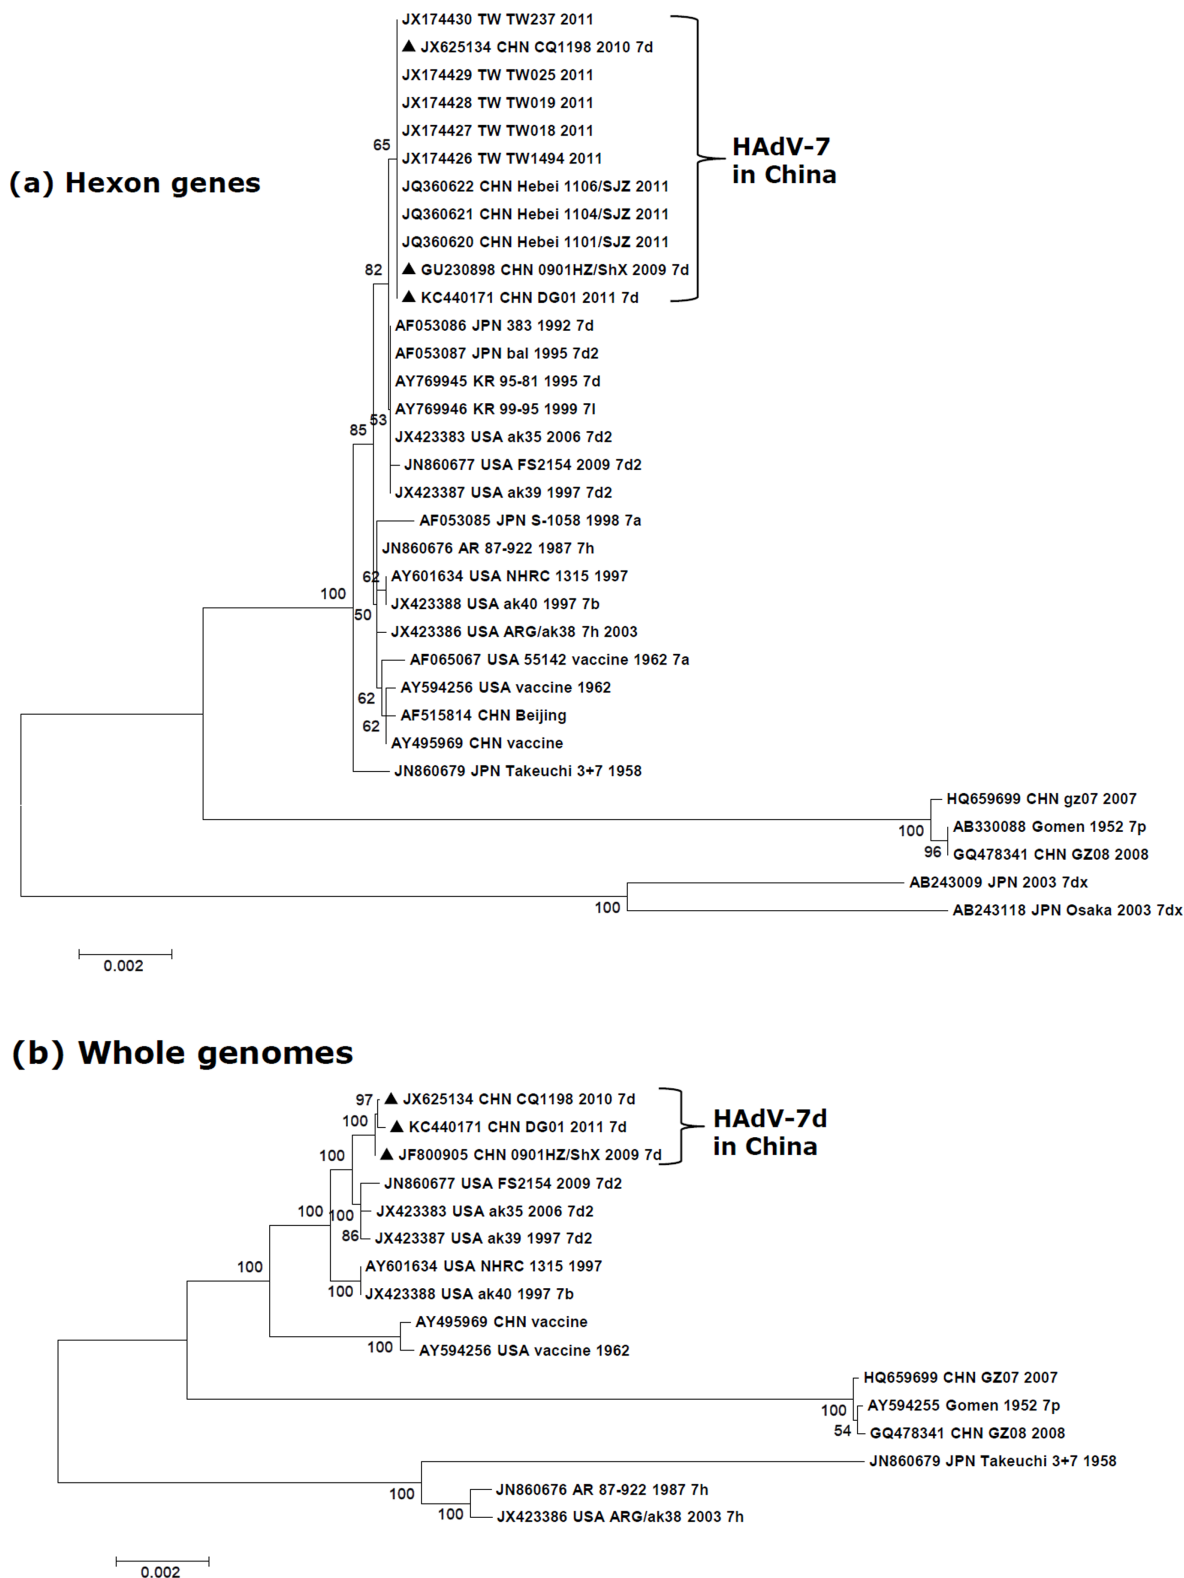 JX174430 TW TW237 2011
▲ JX625134 CHN CQ1198 2010 7d
JX174429 TW TW025 2011
JX174428 TW TW019 2011
JX174427 TW TW018 2011
65
HAdV-7
in China
JX174426 TW TW1494 2011
(a) Hexon genes
JQ360622 CHN Hebei 1106/SJZ 2011
JQ360621 CHN Hebei 1104/SJZ 2011
JQ360620 CHN Hebei 1101/SJZ 2011
82
▲ GU230898 CHN 0901HZ/ShX 2009 7d
▲ KC440171 CHN DG01 2011 7d
AF053086 JPN 383 1992 7d
AF053087 JPN bal 1995 7d2
AY769945 KR 95-81 1995 7d
AY769946 KR 99-95 1999 7l
53
85
JX423383 USA ak35 2006 7d2
JN860677 USA FS2154 2009 7d2
JX423387 USA ak39 1997 7d2
AF053085 JPN S-1058 1998 7a
JN860676 AR 87-922 1987 7h
62
AY601634 USA NHRC 1315 1997
100
JX423388 USA ak40 1997 7b
50
JX423386 USA ARG/ak38 7h 2003
AF065067 USA 55142 vaccine 1962 7a
AY594256 USA vaccine 1962
62
AF515814 CHN Beijing
62
AY495969 CHN vaccine
JN860679 JPN Takeuchi 3+7 1958
HQ659699 CHN gz07 2007
100
AB330088 Gomen 1952 7p
96
GQ478341 CHN GZ08 2008
AB243009 JPN 2003 7dx
100
AB243118 JPN Osaka 2003 7dx
0.002
(b) Whole genomes
97
▲ JX625134 CHN CQ1198 2010 7d
100
▲ KC440171 CHN DG01 2011 7d
HAdV-7d
in China
100
▲ JF800905 CHN 0901HZ/ShX 2009 7d
JN860677 USA FS2154 2009 7d2
100
100
JX423383 USA ak35 2006 7d2
86
JX423387 USA ak39 1997 7d2
100
AY601634 USA NHRC 1315 1997
100
JX423388 USA ak40 1997 7b
AY495969 CHN vaccine
100
AY594256 USA vaccine 1962
HQ659699 CHN GZ07 2007
100
AY594255 Gomen 1952 7p
54
GQ478341 CHN GZ08 2008
JN860679 JPN Takeuchi 3+7 1958
100
JN860676 AR 87-922 1987 7h
100
JX423386 USA ARG/ak38 2003 7h
0.002